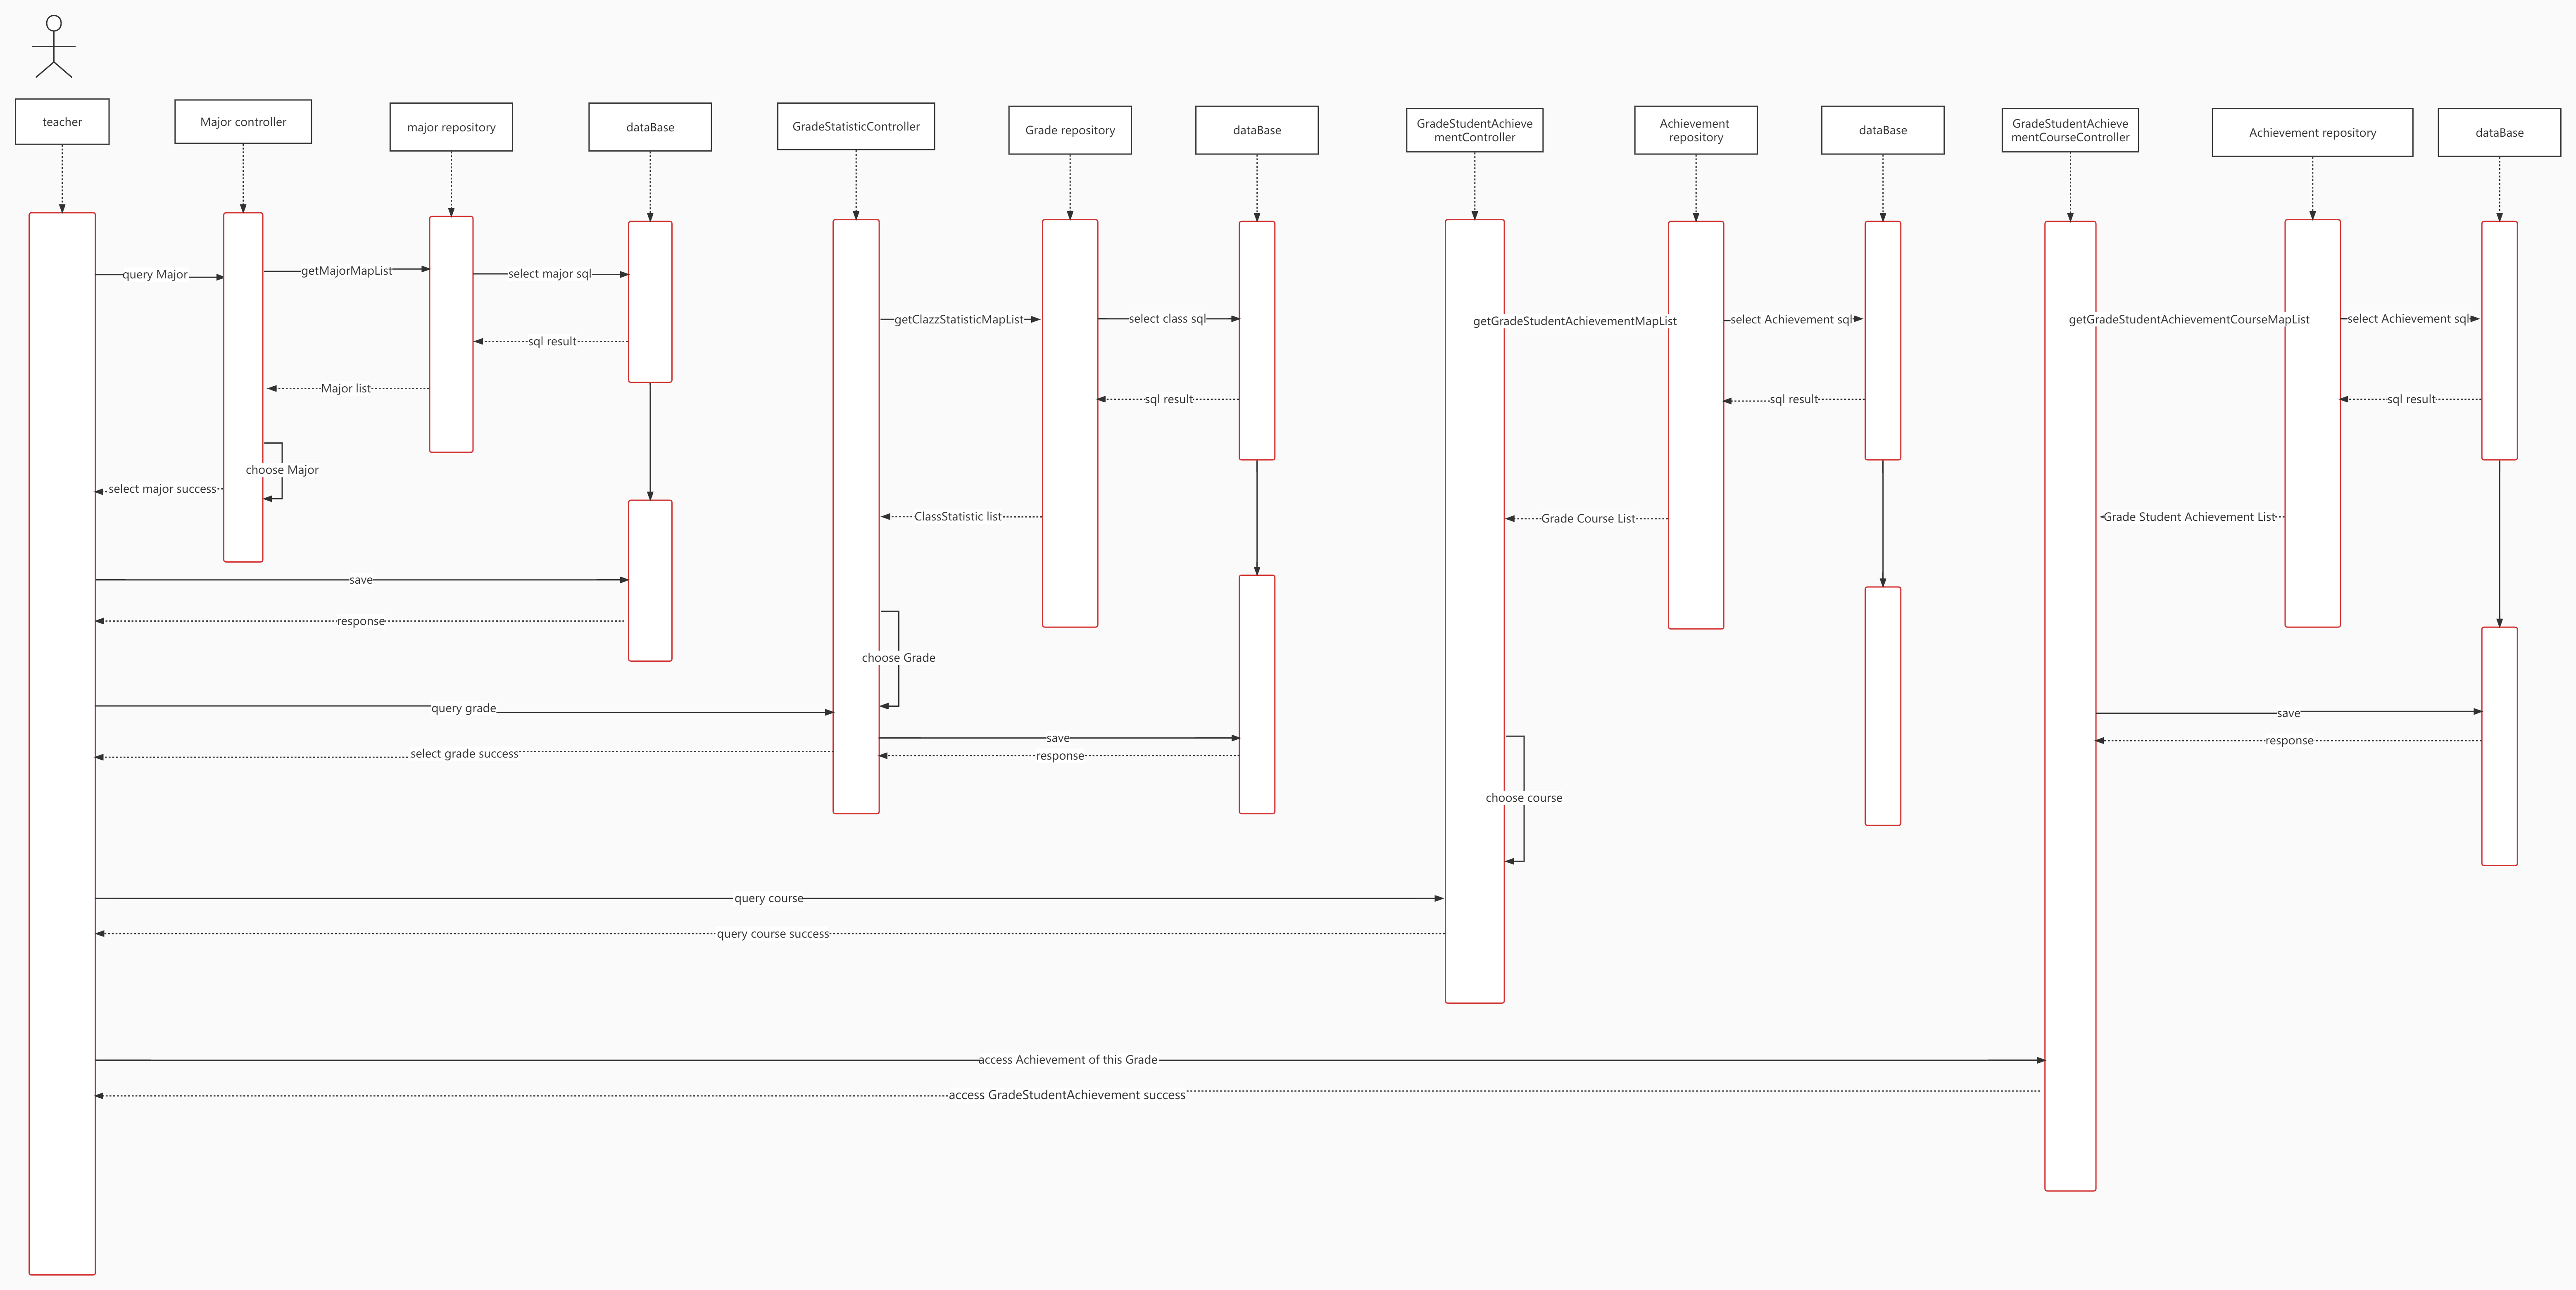 teacher
Major controller
major repository
dataBase
GradeStatisticController
Grade repository
dataBase
GradeStudentAchieve
mentController
Achievement
repository
dataBase
GradeStudentAchieve
mentCourseController
Achievement repository
dataBase
query Major
getMajorMapList
select major sql
getClazzStatisticMapList
select class sql
getGradeStudentAchievementMapList
select Achievement sql
getGradeStudentAchievementCourseMapList
select Achievement sql
sql result
Major list
sql result
sql result
sql result
choose Major
select major success
ClassStatistic list
Grade Course List
Grade Student Achievement List
save
response
choose Grade
query grade
save
save
select grade success
response
response
choose course
query course
query course success
access Achievement of this Grade
access GradeStudentAchievement success